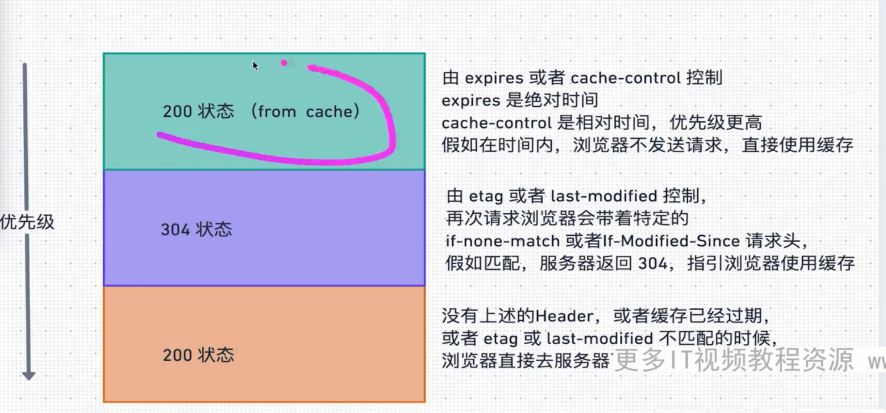 200 状态 （from cache）
由 expires 或者 cache-control 控制
expires 是绝对时间
cache-control 是相对时间，优先级更高
假如在时间内，浏览器不发送请求，直接使用缓存
优先级
304 状态
由 etag 或者 last-modified 控制，
再次请求浏览器会带着特定的
if-none-match 或者If-Modified-Since 请求头，
假如匹配，服务器返回 304，指引浏览器使用缓存
200 状态
没有上述的Header，或者缓存已经过期，
或者 etag 或 last-modified 不匹配的时候，
浏览器直接去服务器
更多IT视频教程资源 ww